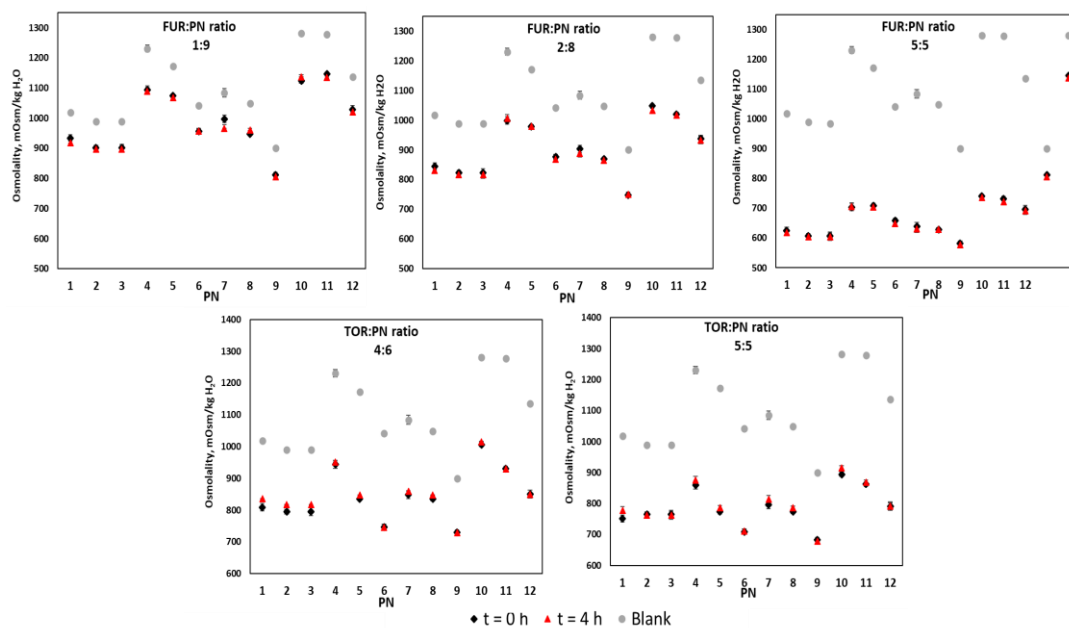 FUR:PN ratio
1:9
Osmolality, mOsm/kg H₂O
1300
1200
1100
1000
900
800
700
600
500
1 2 3 4 5 6 7 8 9 10 11 12
PN
FUR:PN ratio
2:8
Osmolality, mOsm/kg H2O
1300
1200
1100
1000
900
800
700
600
500
1 2 3 4 5 6 7 8 9 10 11 12
PN
FUR:PN ratio
5:5
Osmolality, mOsm/kg H2O
1300
1200
1100
1000
900
800
700
600
500
1 2 3 4 5 6 7 8 9 10 11 12
PN
TOR:PN ratio
4:6
Osmolality, mOsm/kg H₂O
1400
1300
1200
1100
1000
900
800
700
600
1 2 3 4 5 6 7 8 9 10 11 12
PN
TOR:PN ratio
5:5
Osmolality, mOsm/kg H₂O
1400
1300
1200
1100
1000
900
800
700
600
1 2 3 4 5 6 7 8 9 10 11 12
PN
t = 0 h t = 4 h Blank